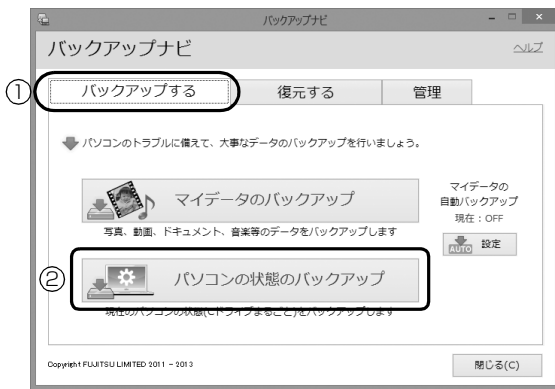 バックアップナビ
バックアップナビ
ヘルプ
① バックアップする 復元する 管理
パソコンのトラブルに備えて、大事なデータのバックアップを行いましょう。
マイデータのバックアップ
写真、動画、ドキュメント、音楽等のデータをバックアップします
マイデータの
自動バックアップ
現在：OFF
AUTO 設定
② パソコンの状態のバックアップ
現在のパソコンの状態(Cドライブまるごと)をバックアップします
Copyright FUJITSU LIMITED 2011 - 2013
閉じる(C)